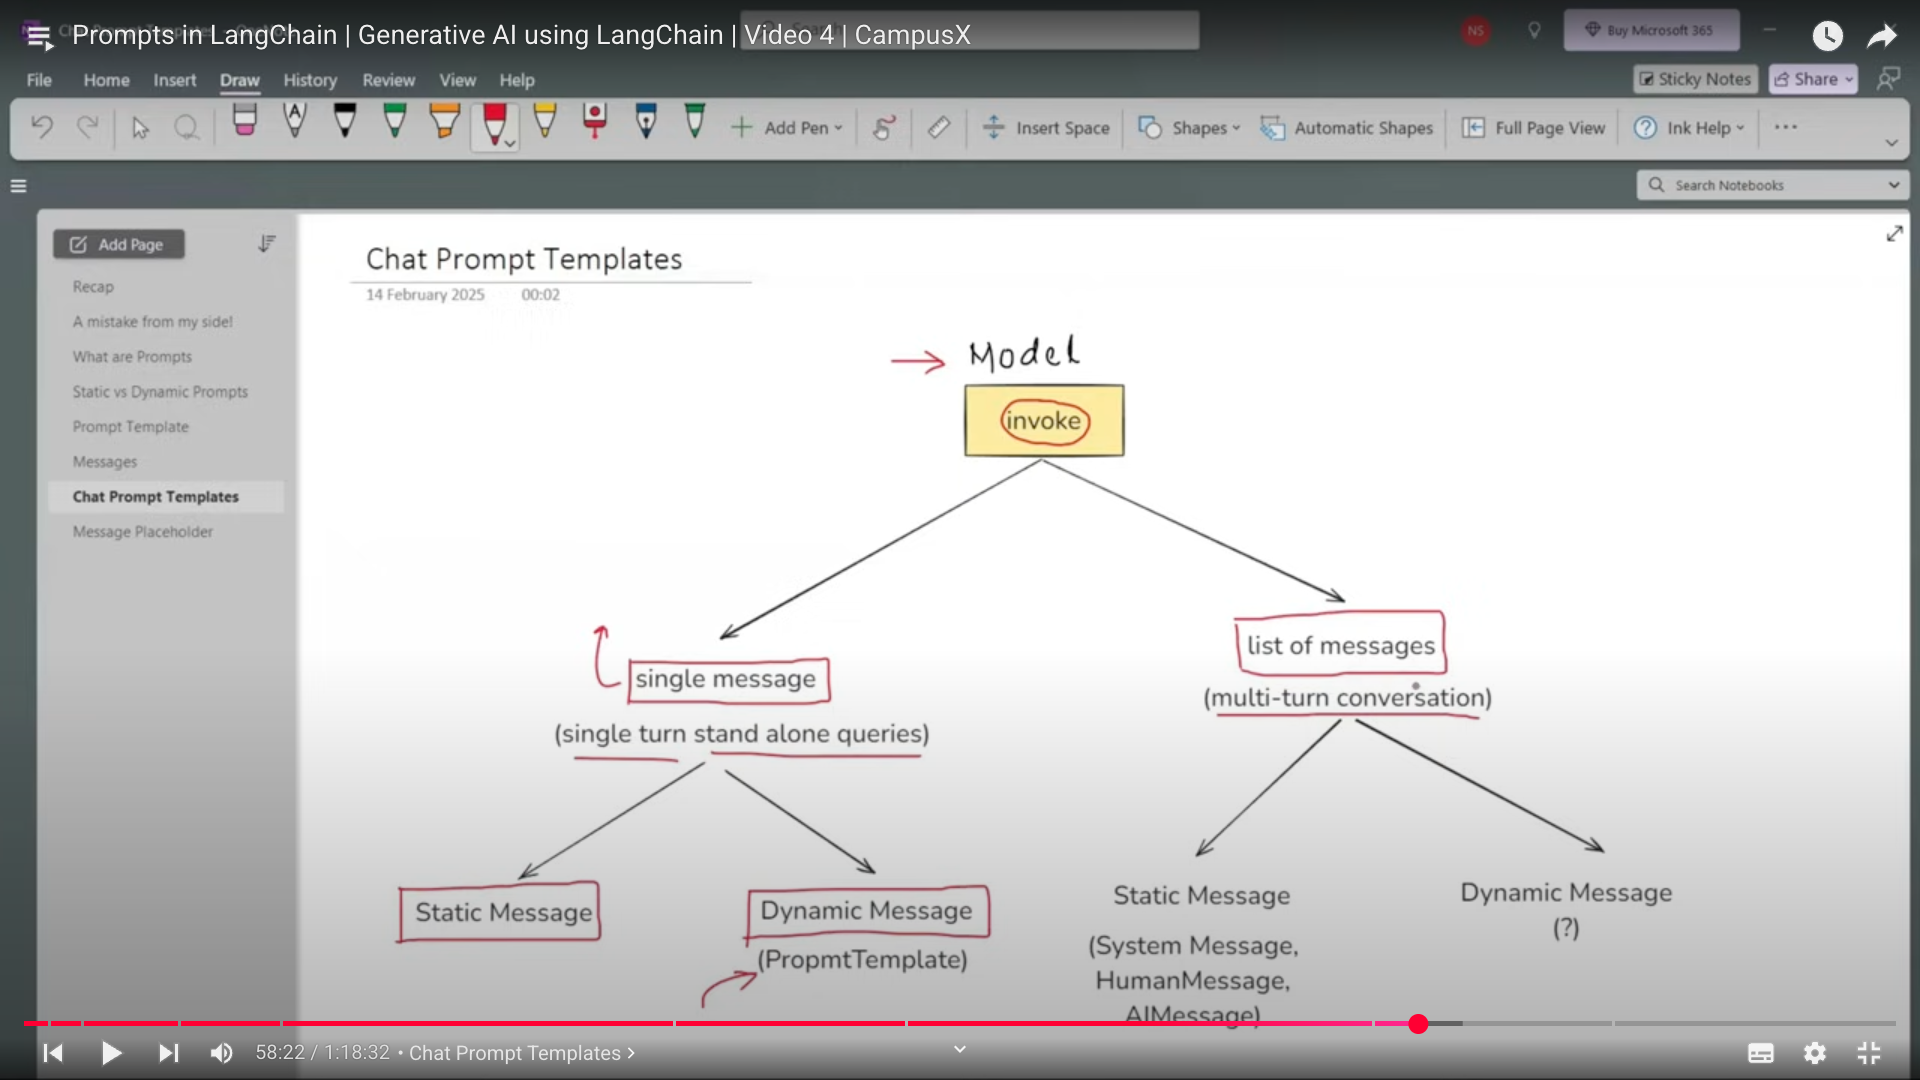 Prompts in LangChain | Generative AI using LangChain | Video 4 | CampusX
NS
Buy Microsoft 365
File Home Insert Draw History Review View Help
Sticky Notes
Share
Add Pen
Insert Space
Shapes
Automatic Shapes
Full Page View
Ink Help
Search Notebooks
Add Page
Recap
A mistake from my side!
What are Prompts
Static vs Dynamic Prompts
Prompt Template
Messages
Chat Prompt Templates
Message Placeholder
Chat Prompt Templates
14 February 2025 00:02
Model
invoke
single message
(single turn stand alone queries)
list of messages
(multi-turn conversation)
Static Message
Dynamic Message
(PropmtTemplate)
Static Message
(System Message,
HumanMessage,
AIMessage)
Dynamic Message
(?)
58:22 / 1:18:32 • Chat Prompt Templates